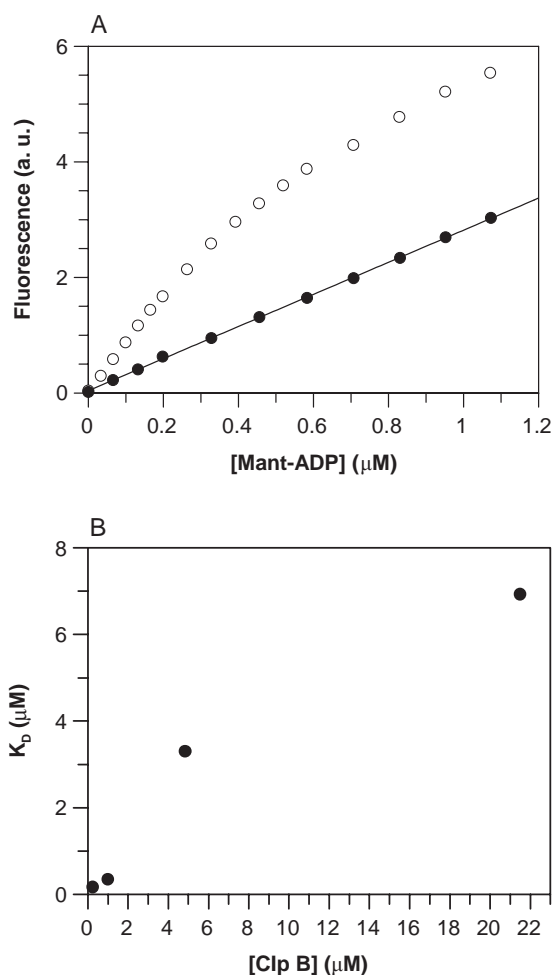 A
6
4
2
0
Fluorescence (a. u.)
0 0.2 0.4 0.6 0.8 1 1.2
[Mant-ADP] (μM)
B
8
6
4
2
0
K_D (μM)
0 2 4 6 8 10 12 14 16 18 20 22
[Clp B] (μM)